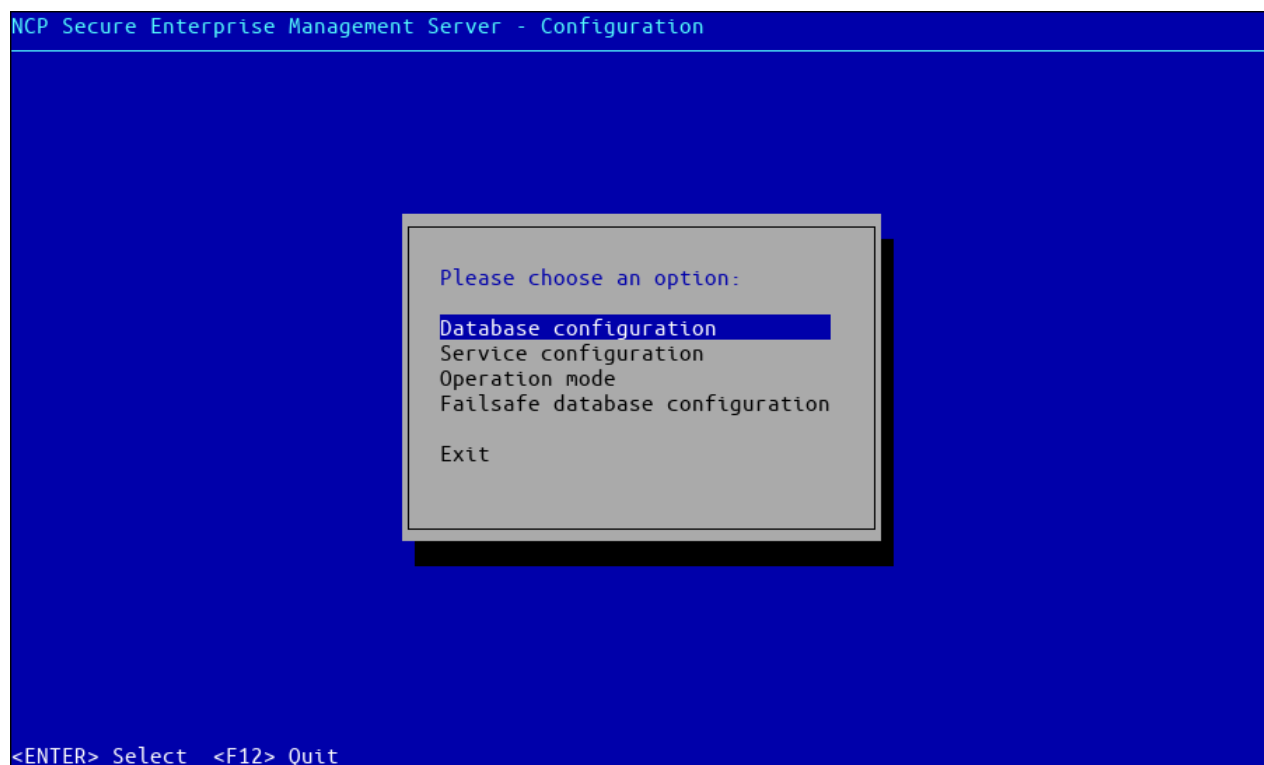 NCP Secure Enterprise Management Server - Configuration
Please choose an option:
Database configuration
Service configuration
Operation mode
Failsafe database configuration
Exit
<ENTER> Select  <F12> Quit